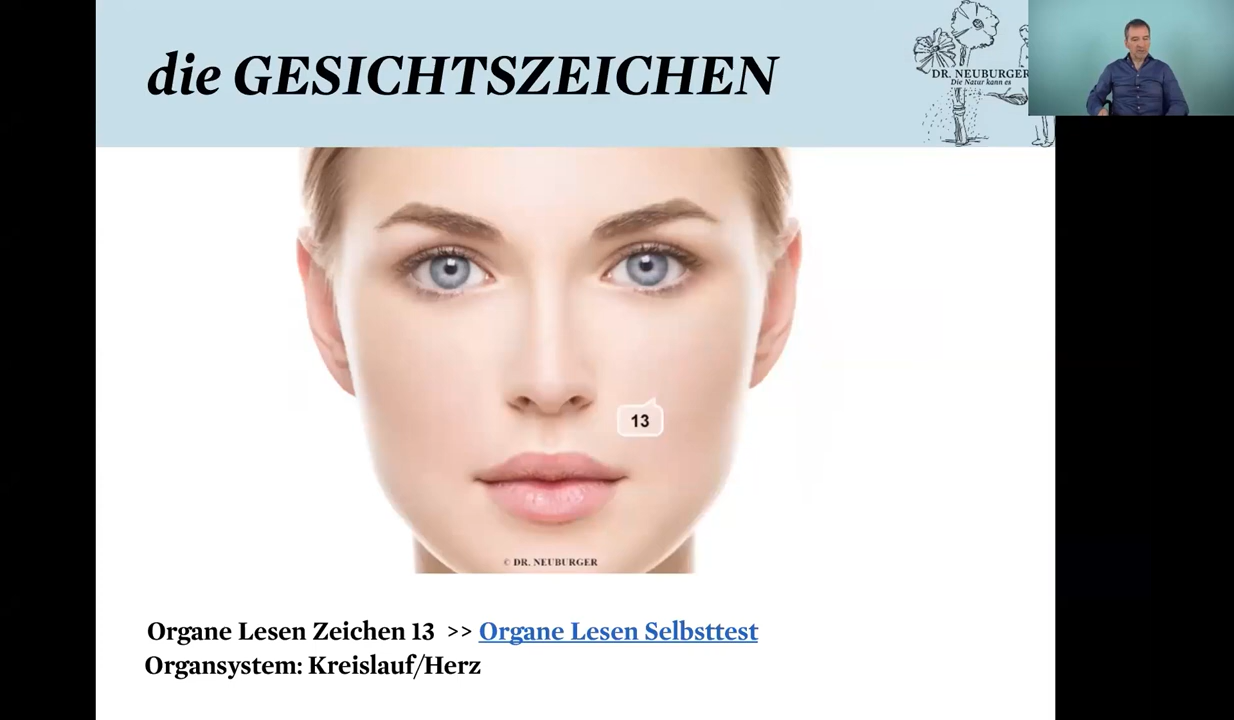 die GESICHTSZEICHEN
DR. NEUBURGER
Die Natur kann es
13
© DR. NEUBURGER
Organe Lesen Zeichen 13 >> Organe Lesen Selbsttest
Organsystem: Kreislauf/Herz